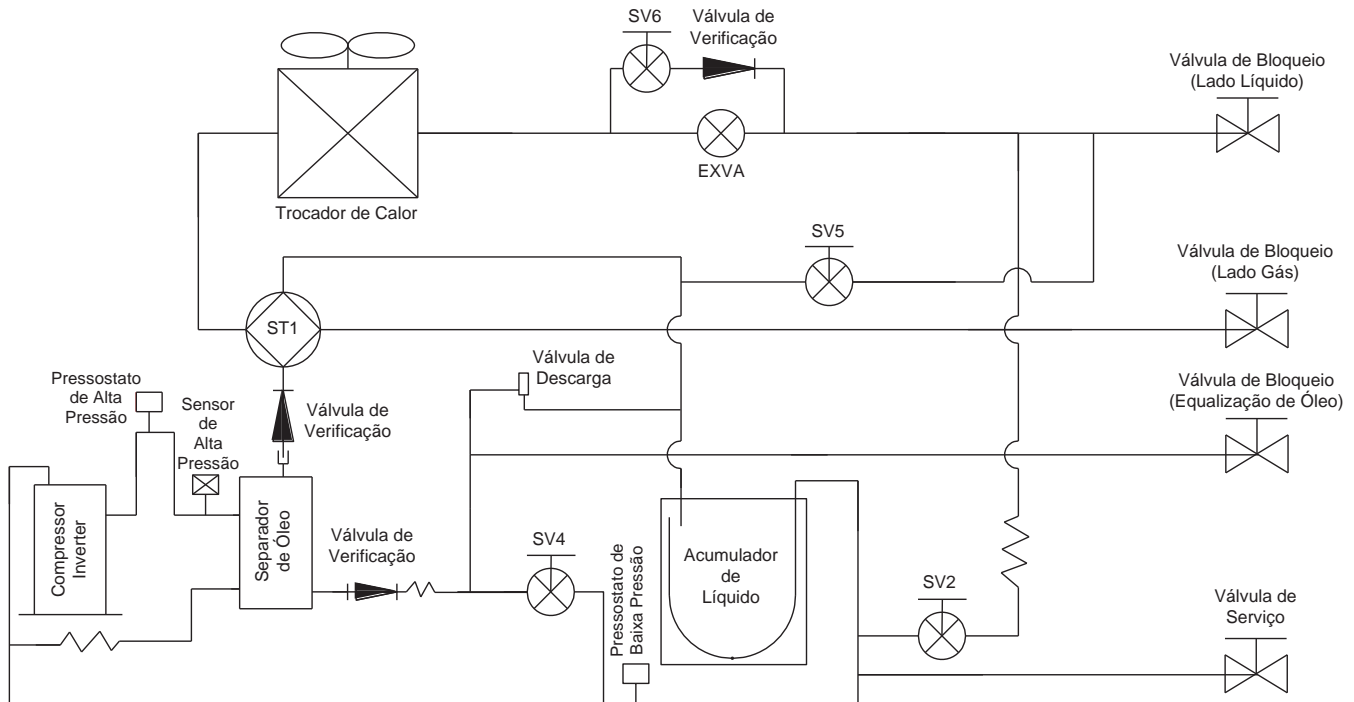 SV6
Válvula de
Verificação
Válvula de Bloqueio
(Lado Líquido)
EXVA
Trocador de Calor
SV5
Válvula de Bloqueio
(Lado Gás)
ST1
Válvula de
Descarga
Válvula de Bloqueio
(Equalização de Óleo)
Pressostato
de Alta
Pressão
Sensor
de
Alta
Pressão
Válvula de
Verificação
Compressor
Inverter
Separador
de Óleo
Válvula de
Verificação
SV4
Pressostato de
Baixa Pressão
Acumulador
de
Líquido
SV2
Válvula de
Serviço